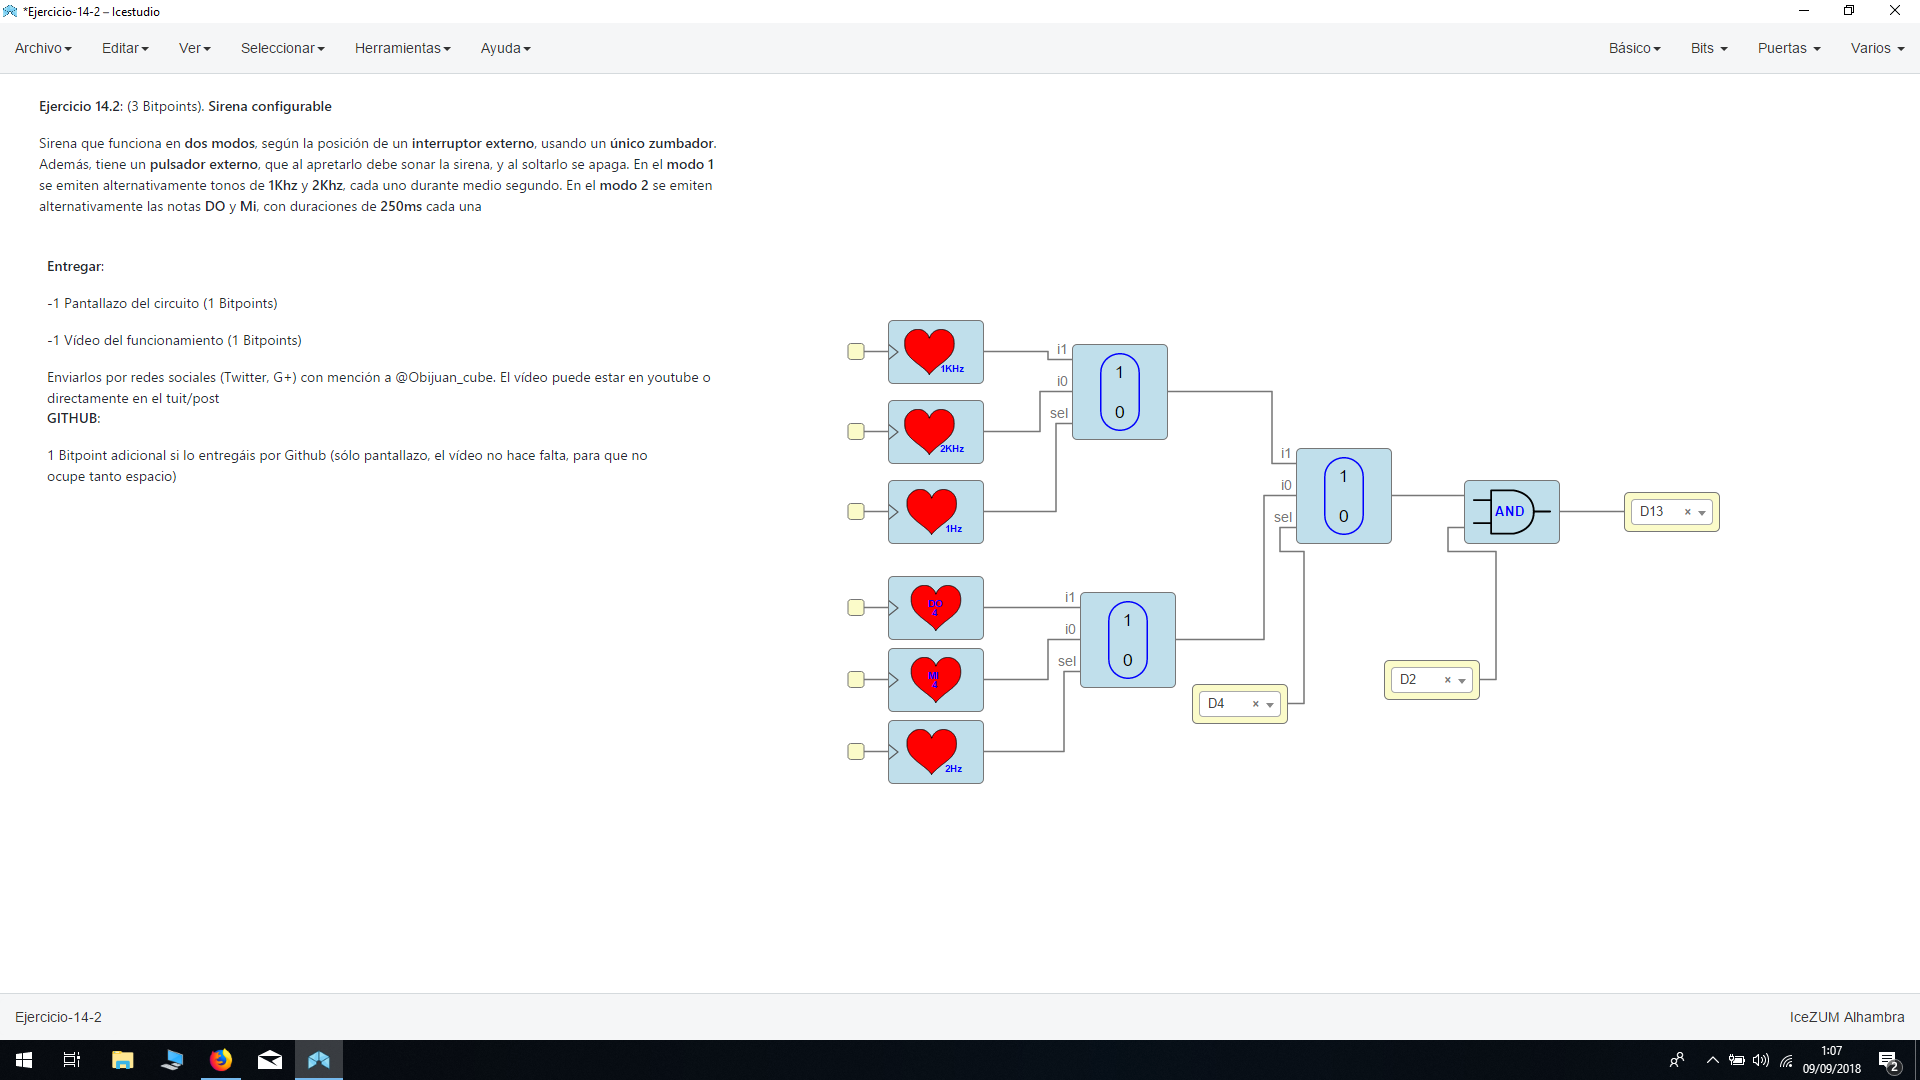 *Ejercicio-14-2 – Icestudio
Archivo Editar Ver Seleccionar Herramientas Ayuda Básico Bits Puertas Varios
Ejercicio 14.2: (3 Bitpoints). Sirena configurable
Sirena que funciona en dos modos, según la posición de un interruptor externo, usando un único zumbador.
Además, tiene un pulsador externo, que al apretarlo debe sonar la sirena, y al soltarlo se apaga. En el modo 1
se emiten alternativamente tonos de 1Khz y 2Khz, cada uno durante medio segundo. En el modo 2 se emiten
alternativamente las notas DO y Mi, con duraciones de 250ms cada una
Entregar:
-1 Pantallazo del circuito (1 Bitpoints)
-1 Vídeo del funcionamiento (1 Bitpoints)
Enviarlos por redes sociales (Twitter, G+) con mención a @Obijuan_cube. El vídeo puede estar en youtube o
directamente en el tuit/post
GITHUB:
1 Bitpoint adicional si lo entregáis por Github (sólo pantallazo, el vídeo no hace falta, para que no
ocupe tanto espacio)
1KHz
2KHz
1Hz
i1
i0
sel
1
0
DO
4
MI
4
2Hz
i1
i0
sel
1
0
i1
i0
sel
1
0
D4 ×
AND
D2 ×
D13 ×
Ejercicio-14-2
IceZUM Alhambra
1:07
09/09/2018
2